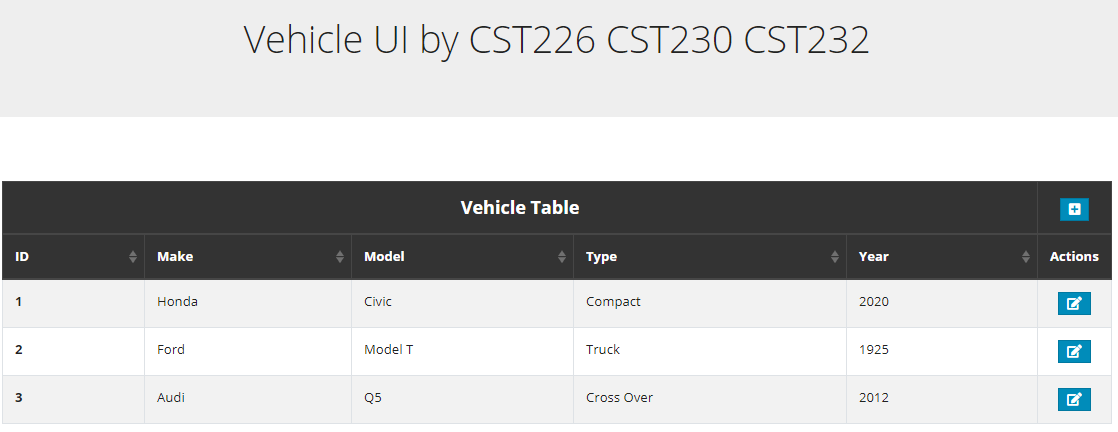 Vehicle UI by CST226 CST230 CST232
Vehicle Table
ID Make Model Type Year Actions
1 Honda Civic Compact 2020
2 Ford Model T Truck 1925
3 Audi Q5 Cross Over 2012